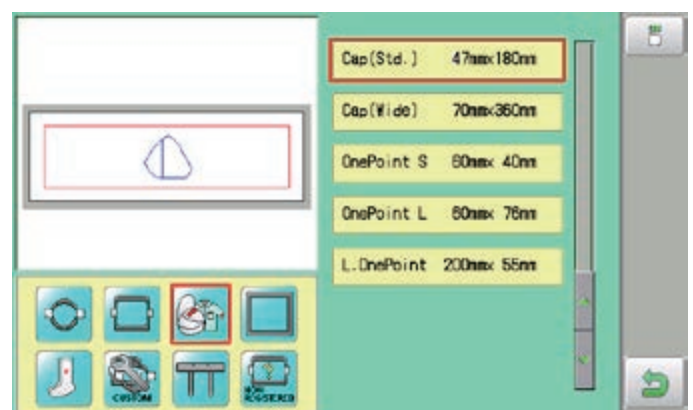 Cap(Std.) 47mm×180mm
Cap(Wide) 70mm×360mm
OnePoint S 60mm× 40mm
OnePoint L 60mm× 76mm
L.OnePoint 200mm× 55mm
CUSTOM
NON
REGISTERED